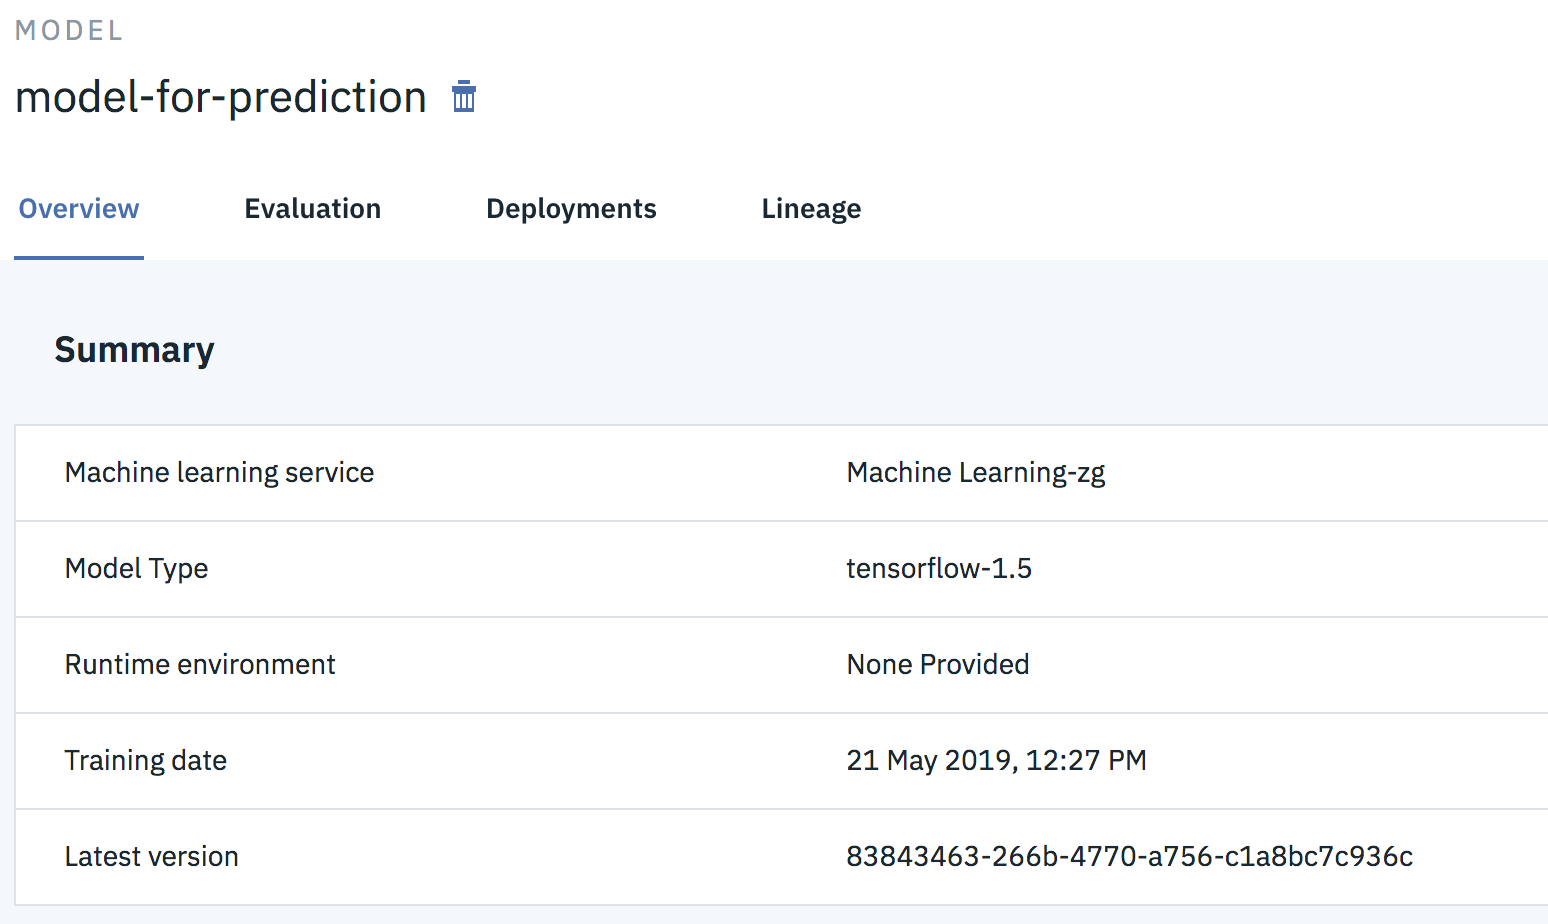 MODEL
model-for-prediction
Overview Evaluation Deployments Lineage
Summary
Machine learning service Machine Learning-zg
Model Type tensorflow-1.5
Runtime environment None Provided
Training date 21 May 2019, 12:27 PM
Latest version 83843463-266b-4770-a756-c1a8bc7c936c